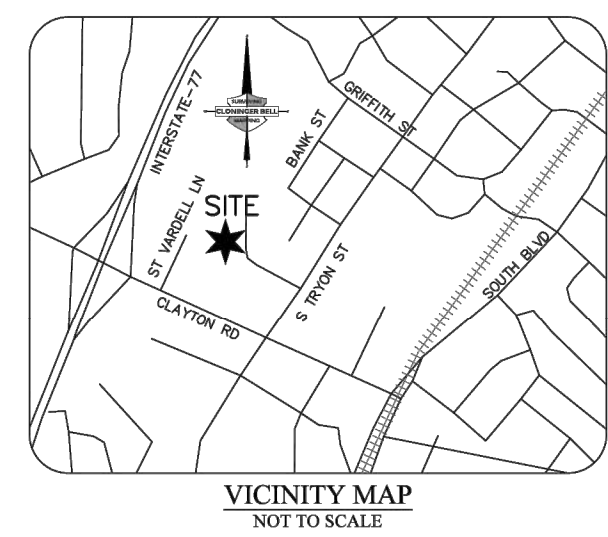 INTERSTATE-77
SURVEYING
CLONINGER BELL
MAPPING
GRIFFITH ST
BANK ST
ST VARDELL LN
SITE
S TRYON ST
SOUTH BLVD
CLAYTON RD
VICINITY MAP
NOT TO SCALE